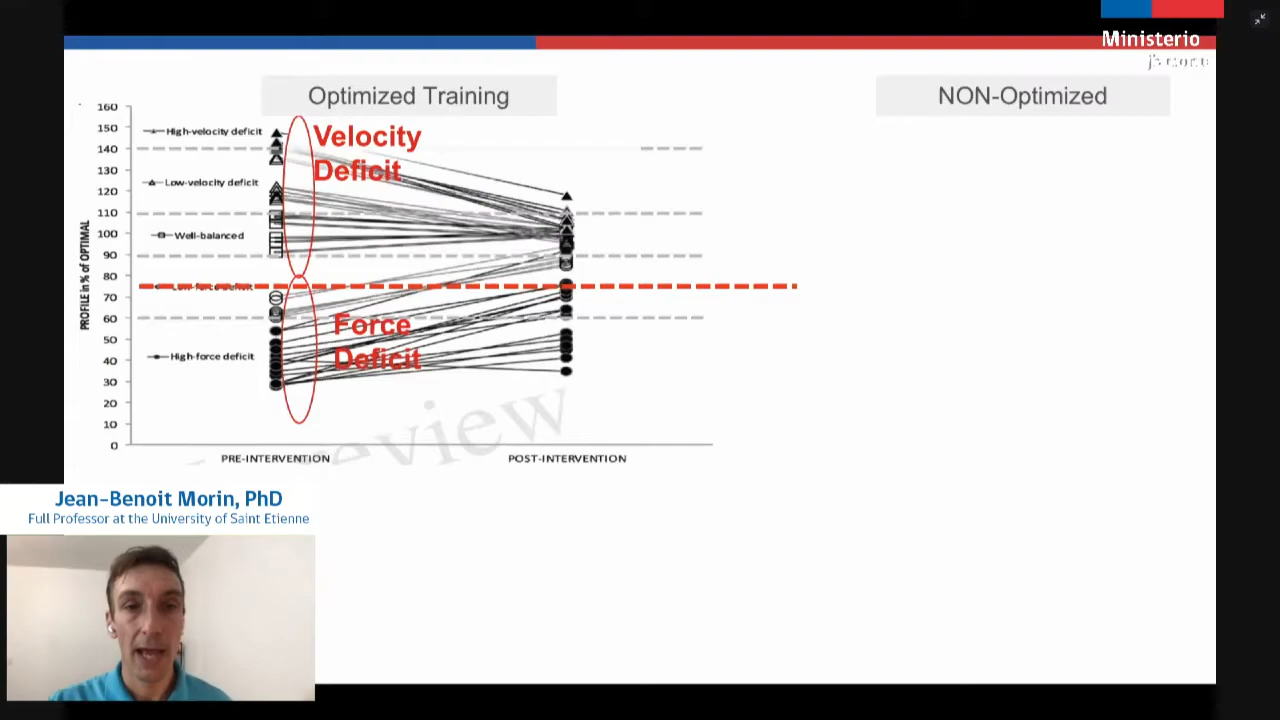 Ministerio
Optimized Training
NON-Optimized
160
150
140
130
120
110
100
90
80
70
60
50
40
30
20
10
0
PROFILE in % of OPTIMAL
High-velocity deficit
Low-velocity deficit
Well-balanced
Low-force deficit
High-force deficit
Velocity
Deficit
Force
Deficit
PRE-INTERVENTION
POST-INTERVENTION
Jean-Benoit Morin, PhD
Full Professor at the University of Saint Etienne